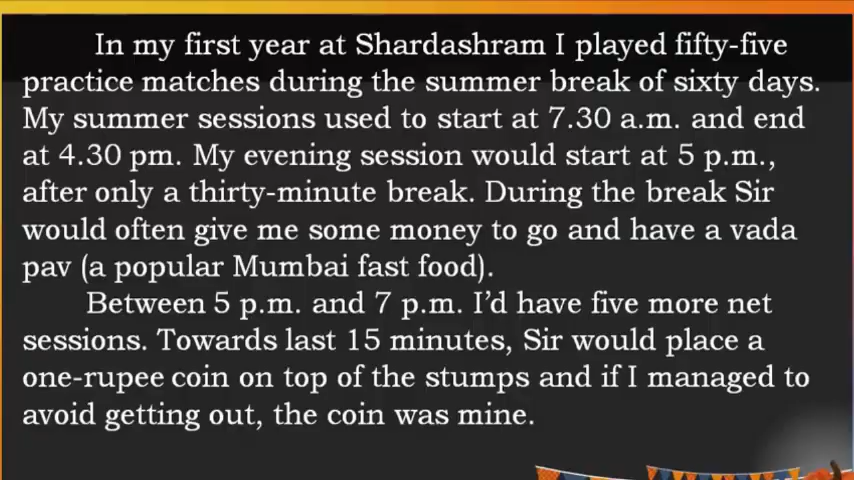 In my first year at Shardashram I played fifty-five
practice matches during the summer break of sixty days.
My summer sessions used to start at 7.30 a.m. and end
at 4.30 pm. My evening session would start at 5 p.m.,
after only a thirty-minute break. During the break Sir
would often give me some money to go and have a vada
pav (a popular Mumbai fast food).
Between 5 p.m. and 7 p.m. I’d have five more net
sessions. Towards last 15 minutes, Sir would place a
one-rupee coin on top of the stumps and if I managed to
avoid getting out, the coin was mine.